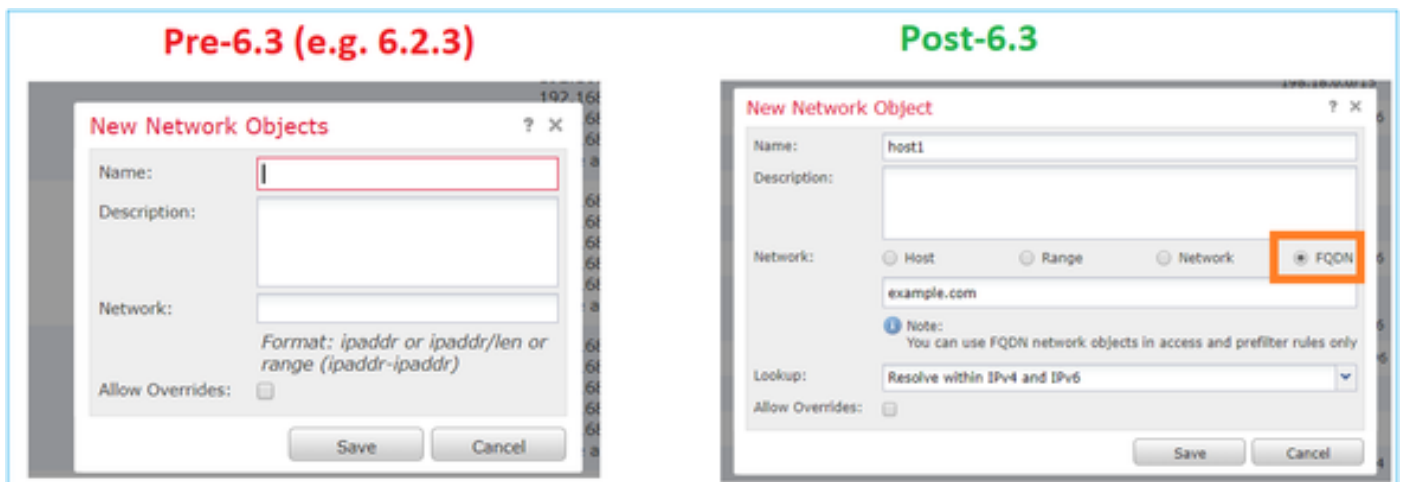 Pre-6.3 (e.g. 6.2.3)
New Network Objects
? ×
Name:
Description:
Network:
Format: ipaddr or ipaddr/len or
range (ipaddr-ipaddr)
Allow Overrides:
Save Cancel
Post-6.3
New Network Object
? ×
Name: host1
Description:
Network: Host Range Network FQDN
example.com
Note:
You can use FQDN network objects in access and prefilter rules only
Lookup: Resolve within IPv4 and IPv6
Allow Overrides:
Save Cancel